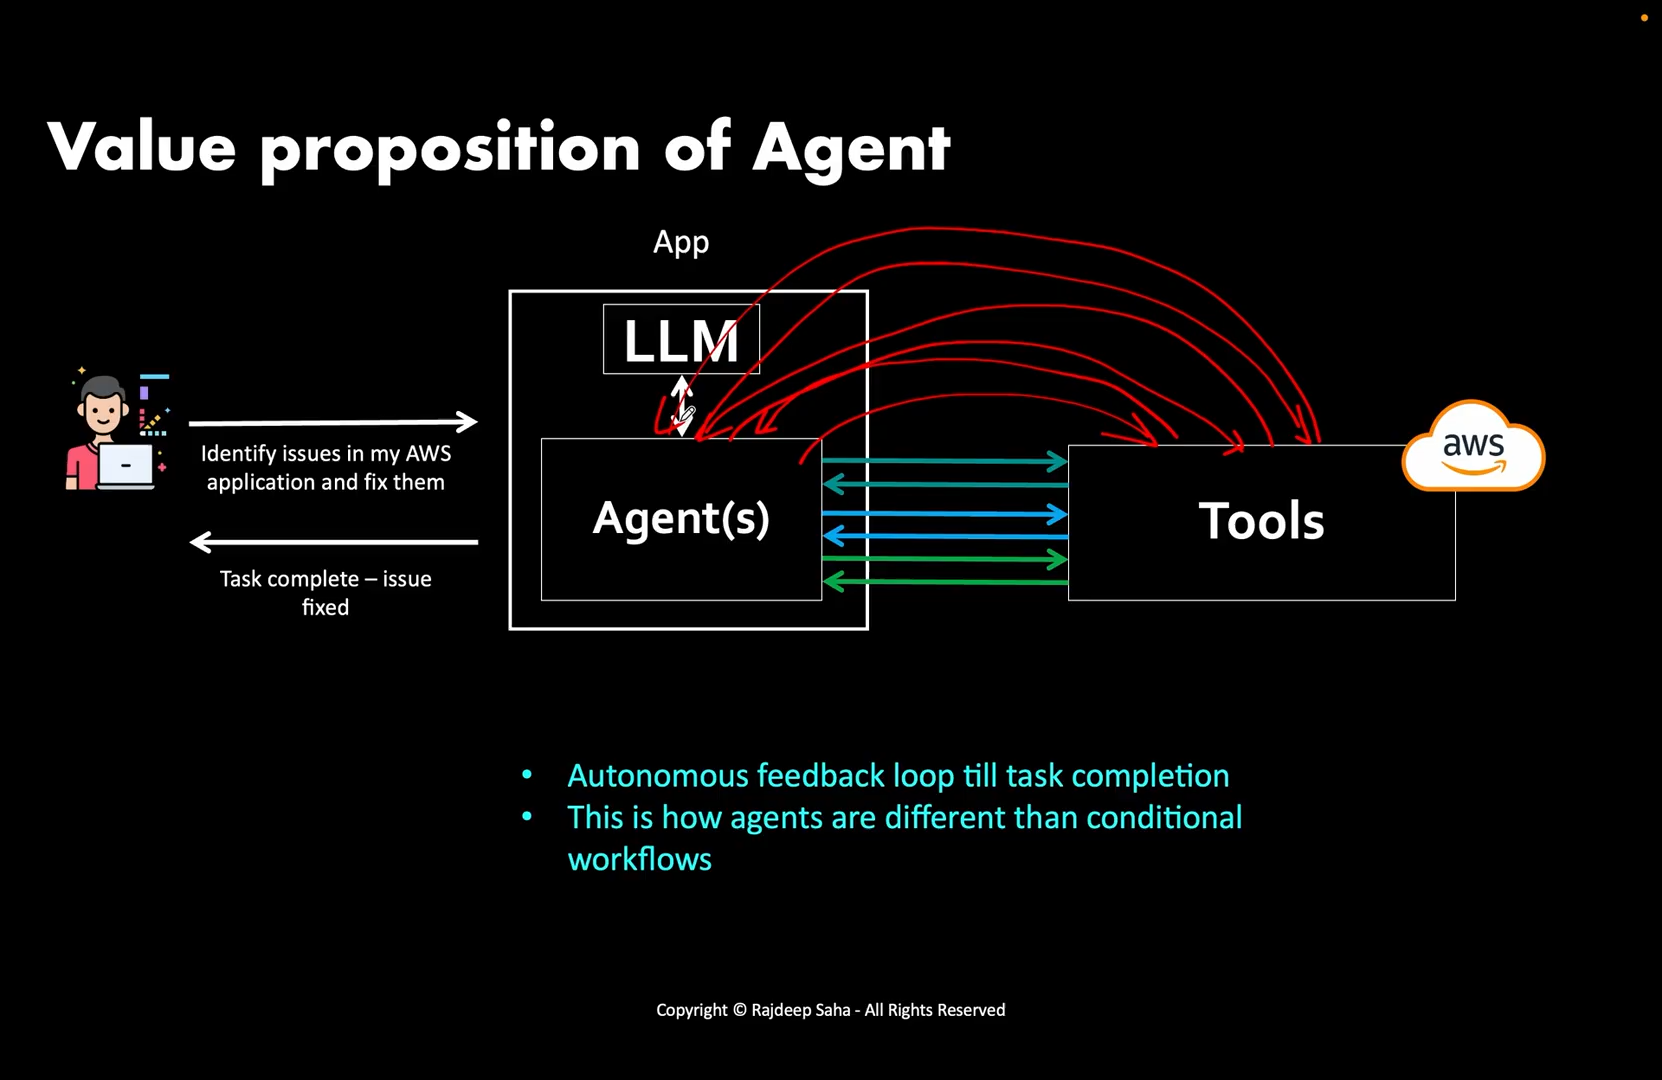 Value proposition of Agent
App
LLM
Identify issues in my AWS
application and fix them
Agent(s)
Tools
aws
Task complete – issue
fixed
• Autonomous feedback loop till task completion
• This is how agents are different than conditional
workflows
Copyright © Rajdeep Saha - All Rights Reserved